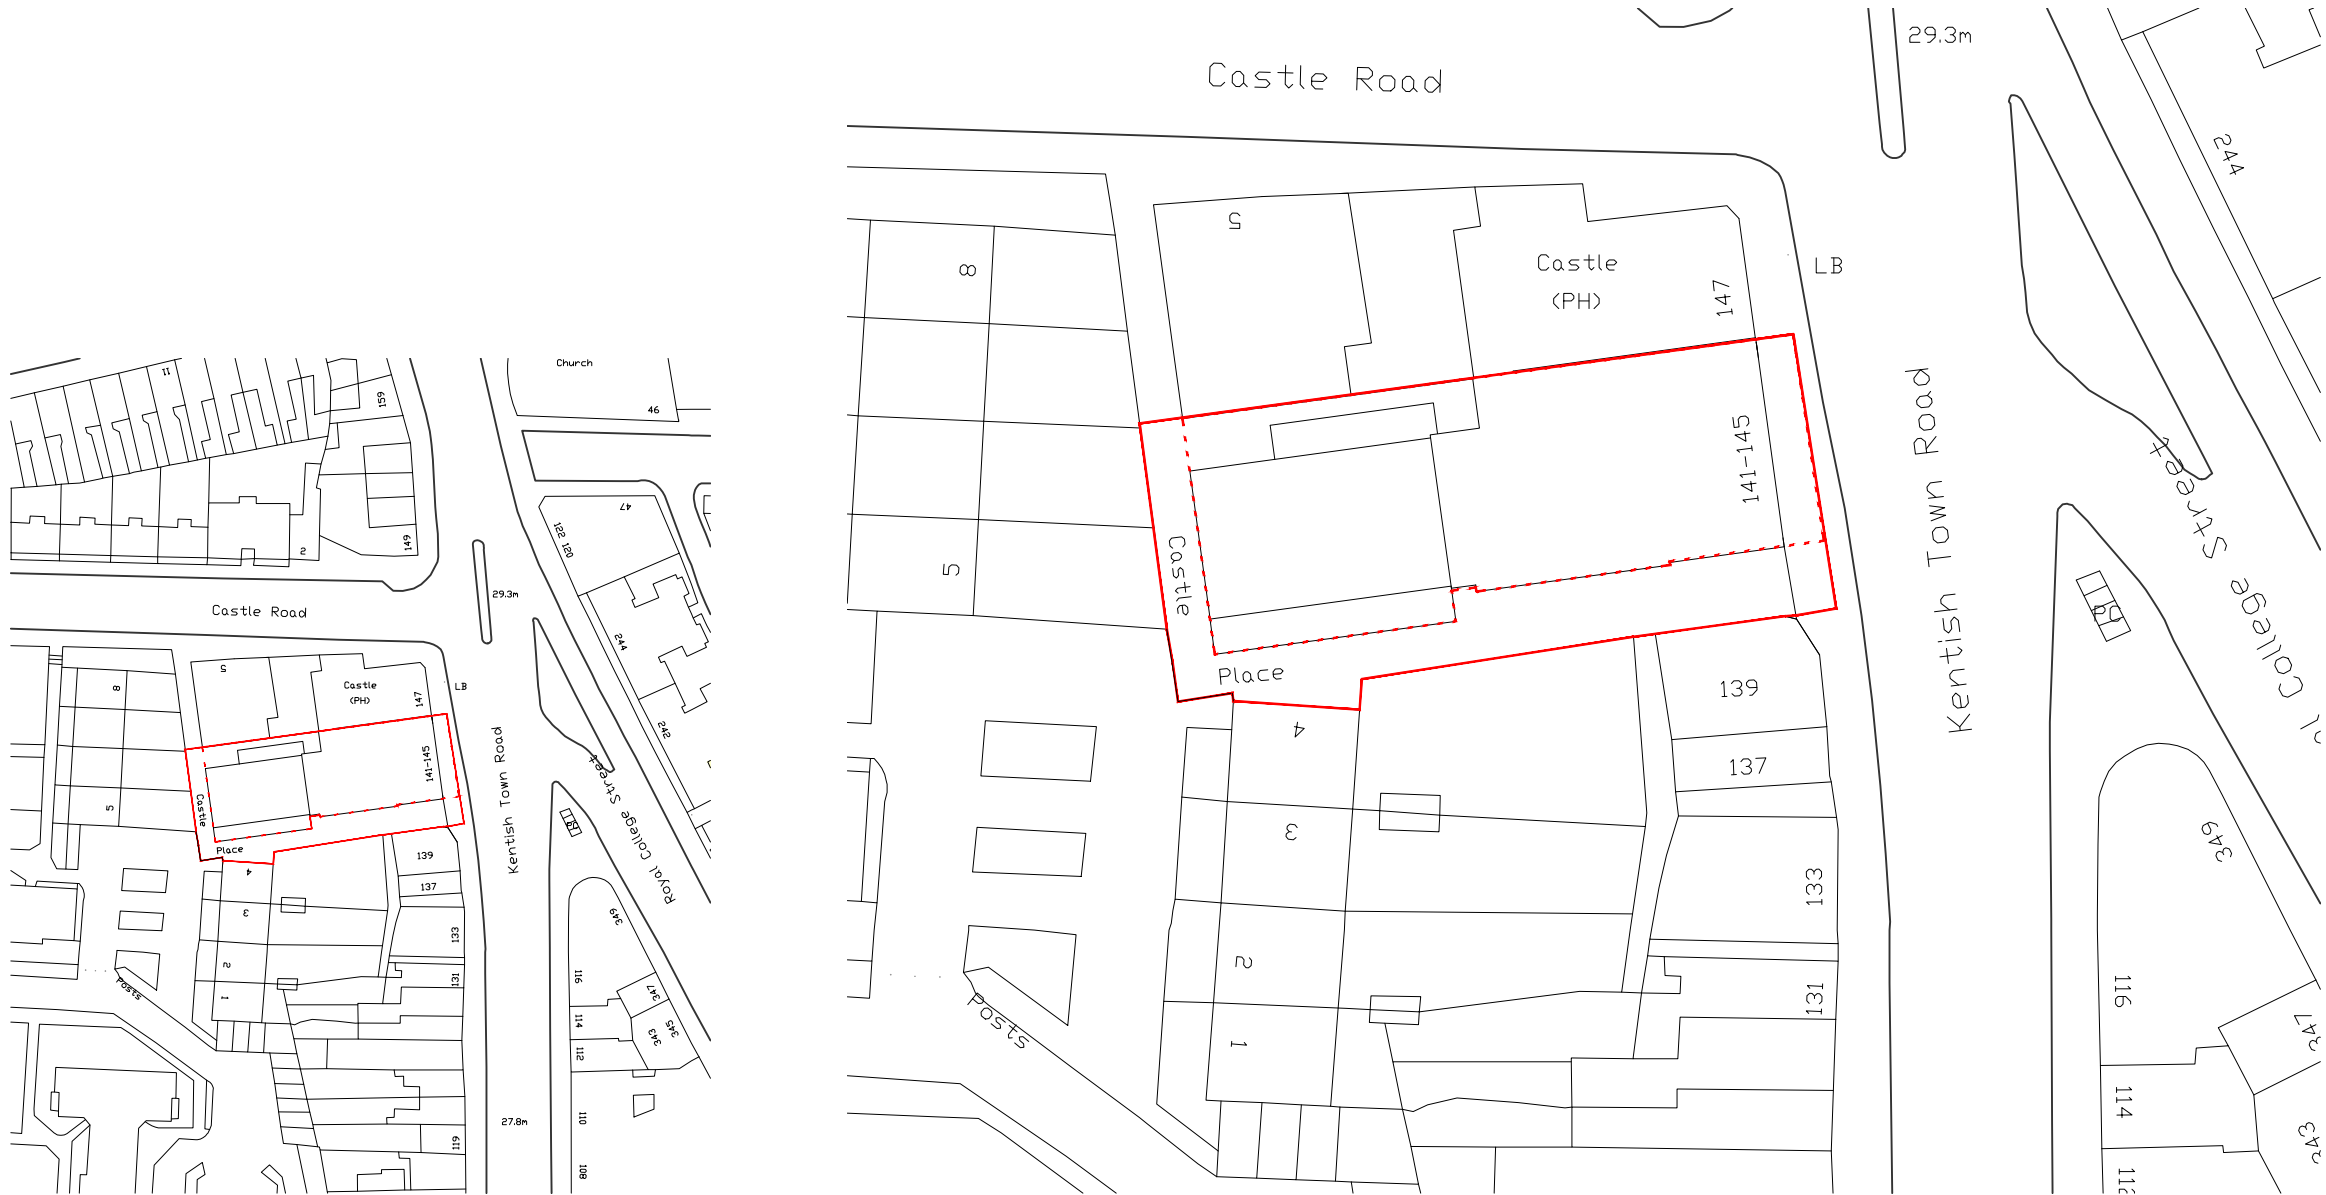 Church
46
11
159
47
122 120
149
2
Castle Road
29.3m
244
242
5
8
Castle
(PH)
147
LB
141-145
Kentish Town Road
Royal College Street
5
Castle
Place
139
137
4
3
2
1
133
131
349
116
347
345
343
114
112
Posts
110
108
119
27.8m
Castle Road
29.3m
244
5
8
Castle
(PH)
147
LB
141-145
Kentish Town Road
College Street
5
Castle
Place
139
137
4
3
2
1
133
131
349
116
347
114
343
Posts